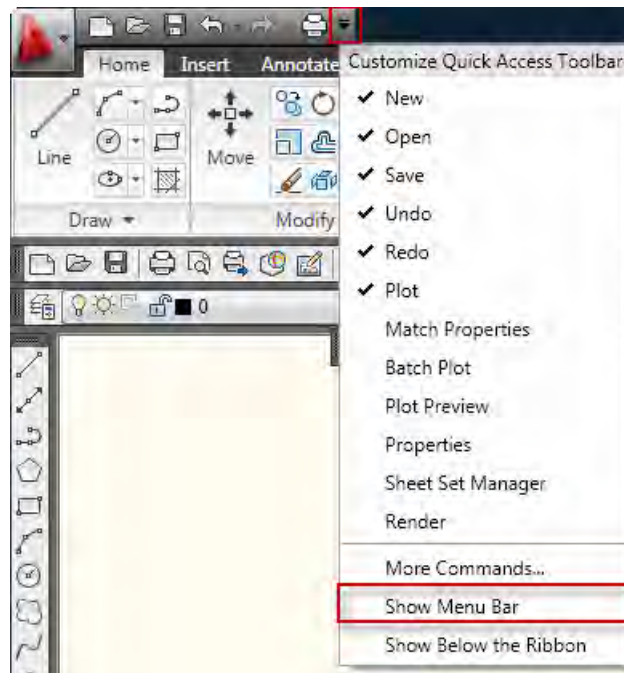 Home Insert Annotate
Customize Quick Access Toolbar
New
Open
Save
Undo
Redo
Plot
Match Properties
Batch Plot
Plot Preview
Properties
Sheet Set Manager
Render
More Commands...
Show Menu Bar
Show Below the Ribbon
Line
Move
Draw
Modify
0